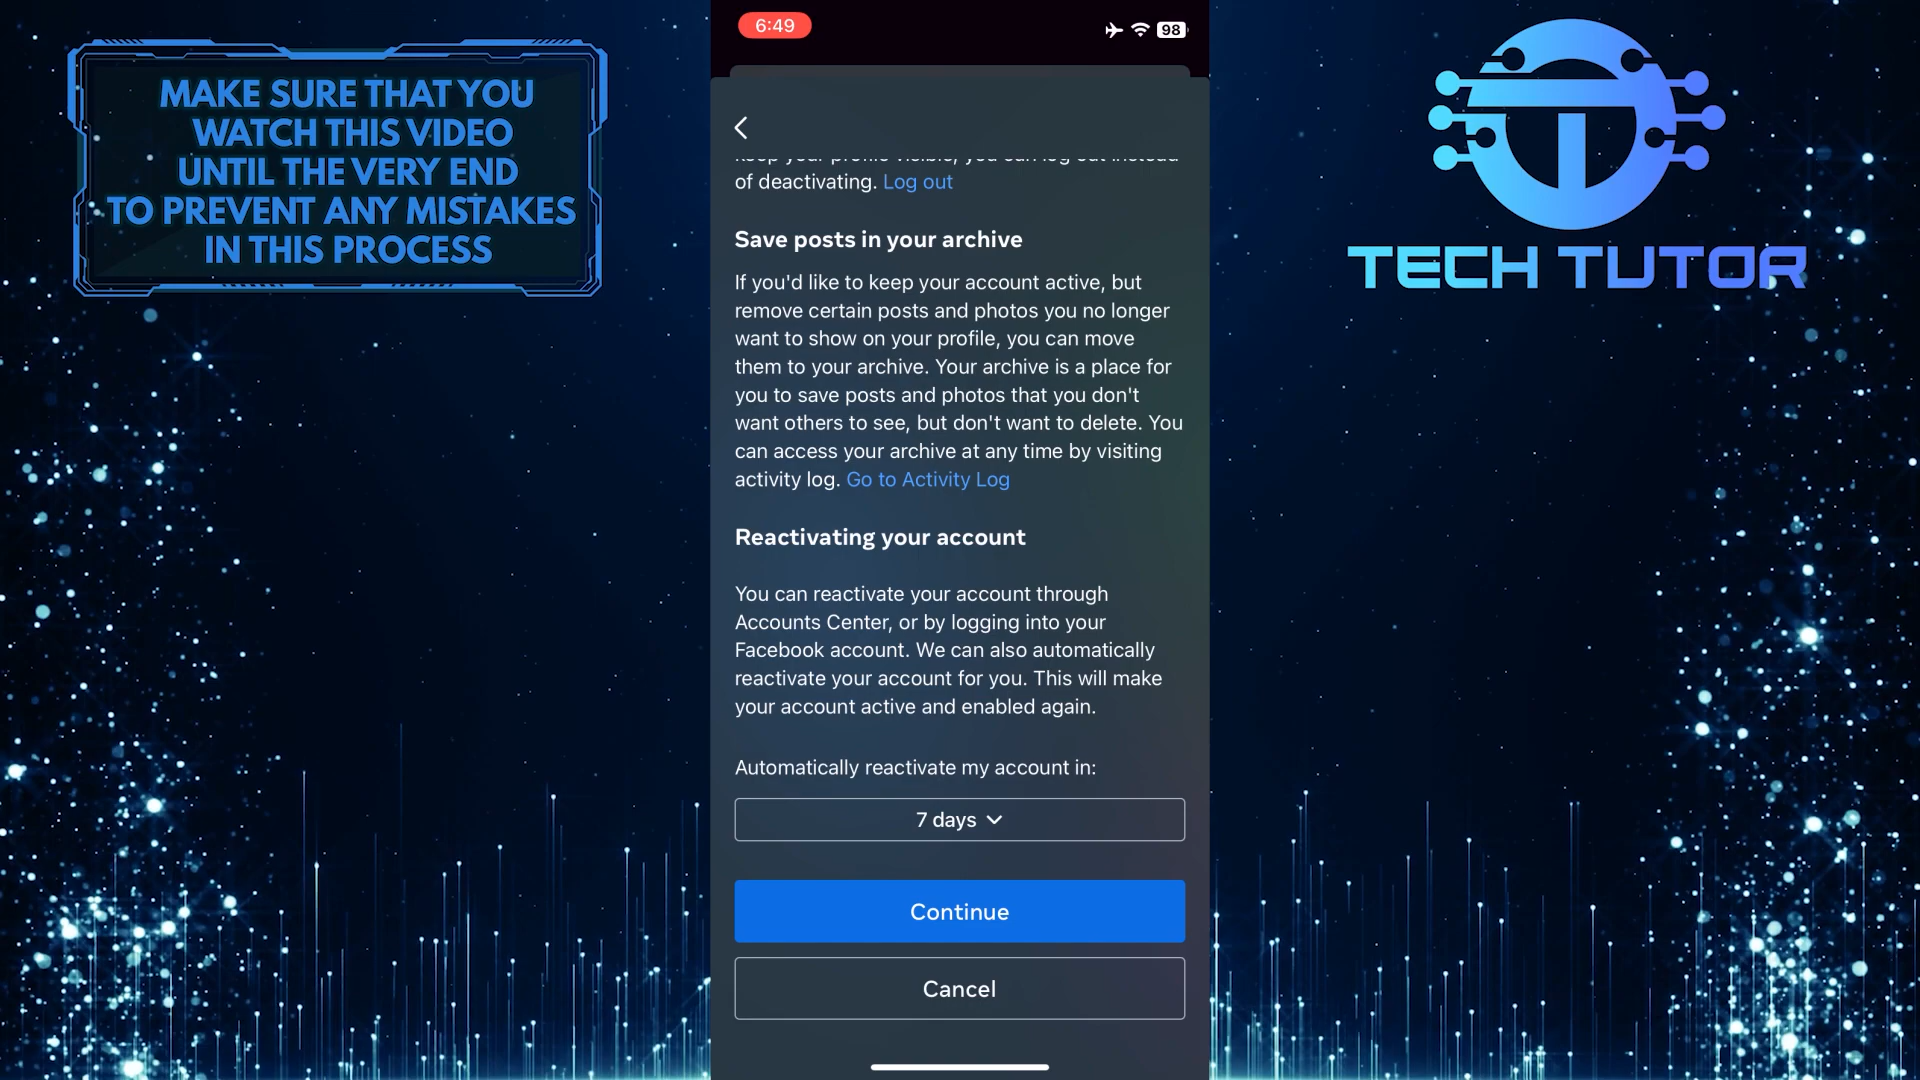 MAKE SURE THAT YOU
WATCH THIS VIDEO
UNTIL THE VERY END
TO PREVENT ANY MISTAKES
IN THIS PROCESS
6:49
98
of deactivating. Log out
Save posts in your archive
If you'd like to keep your account active, but
remove certain posts and photos you no longer
want to show on your profile, you can move
them to your archive. Your archive is a place for
you to save posts and photos that you don't
want others to see, but don't want to delete. You
can access your archive at any time by visiting
activity log. Go to Activity Log
Reactivating your account
You can reactivate your account through
Accounts Center, or by logging into your
Facebook account. We can also automatically
reactivate your account for you. This will make
your account active and enabled again.
Automatically reactivate my account in:
7 days
Continue
Cancel
TECH TUTOR